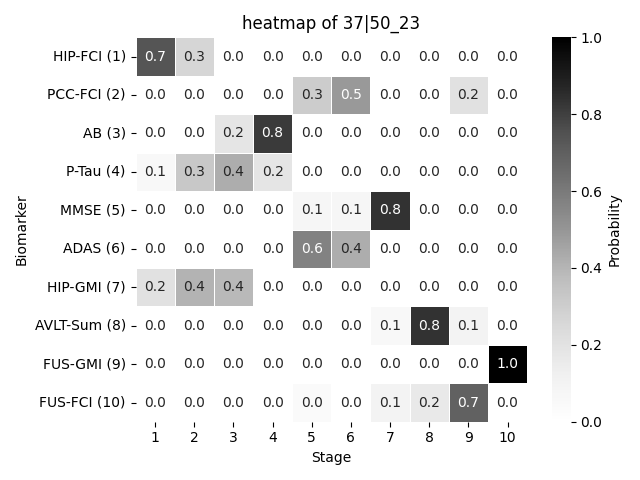 heatmap of 37|50_23
HIP-FCI (1) 0.7 0.3 0.0 0.0 0.0 0.0 0.0 0.0 0.0 0.0
PCC-FCI (2) 0.0 0.0 0.0 0.0 0.3 0.5 0.0 0.0 0.2 0.0
AB (3) 0.0 0.0 0.2 0.8 0.0 0.0 0.0 0.0 0.0 0.0
P-Tau (4) 0.1 0.3 0.4 0.2 0.0 0.0 0.0 0.0 0.0 0.0
MMSE (5) 0.0 0.0 0.0 0.0 0.1 0.1 0.8 0.0 0.0 0.0
ADAS (6) 0.0 0.0 0.0 0.0 0.6 0.4 0.0 0.0 0.0 0.0
HIP-GMI (7) 0.2 0.4 0.4 0.0 0.0 0.0 0.0 0.0 0.0 0.0
AVLT-Sum (8) 0.0 0.0 0.0 0.0 0.0 0.0 0.1 0.8 0.1 0.0
FUS-GMI (9) 0.0 0.0 0.0 0.0 0.0 0.0 0.0 0.0 0.0 1.0
FUS-FCI (10) 0.0 0.0 0.0 0.0 0.0 0.0 0.1 0.2 0.7 0.0
1 2 3 4 5 6 7 8 9 10
Stage
Biomarker
1.0
0.8
0.6
0.4
0.2
0.0
Probability